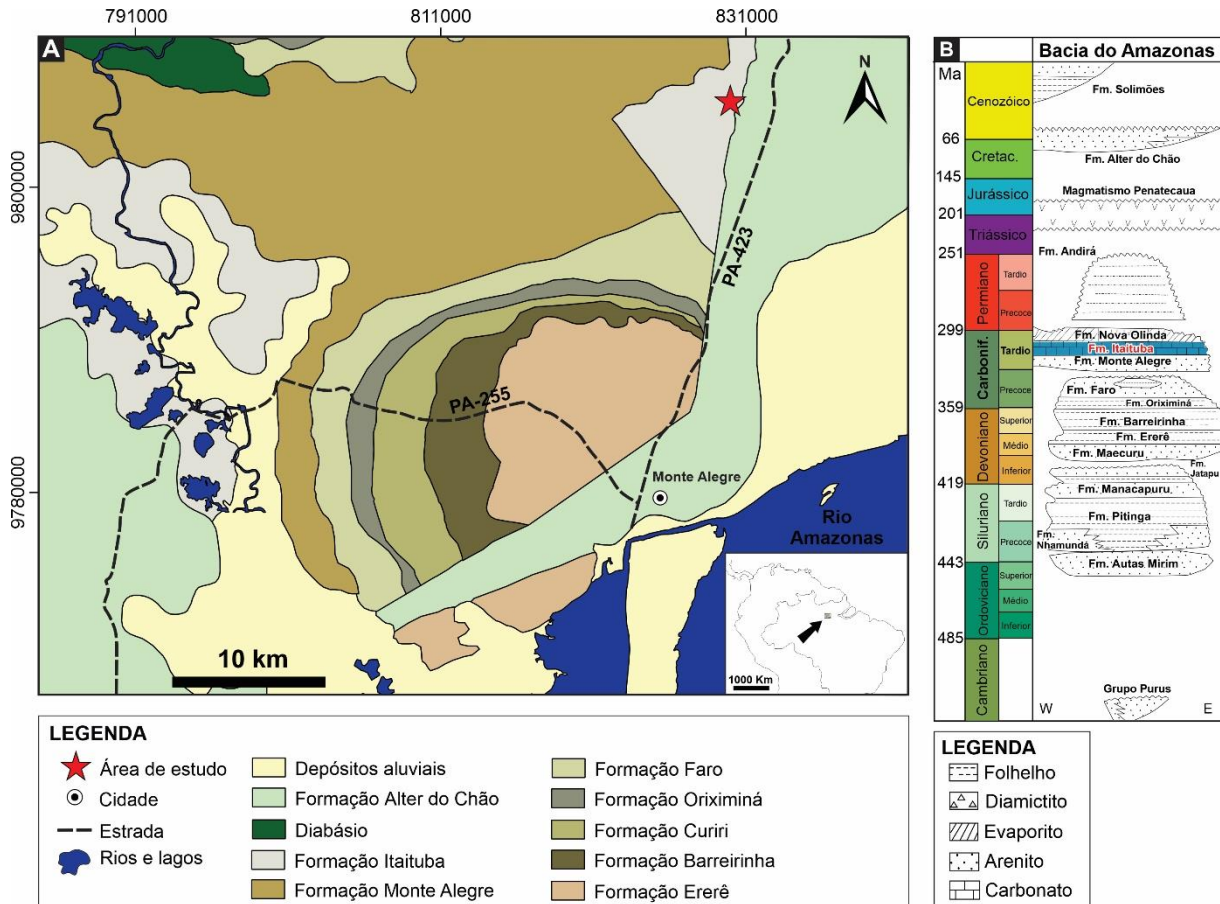 791000
811000
831000
A
N
9800000
9780000
PA-423
PA-255
Monte Alegre
Rio
Amazonas
10 km
1000 Km
LEGENDA
Área de estudo
Cidade
Estrada
Rios e lagos
Depósitos aluviais
Formação Alter do Chão
Diabásio
Formação Itaituba
Formação Monte Alegre
Formação Faro
Formação Oriximiná
Formação Curiri
Formação Barreirinha
Formação Ererê
B
Bacia do Amazonas
Ma
Cenozóico
Fm. Solimões
66
Cretac.
Fm. Alter do Chão
145
Jurássico
Magmatismo Penatecaua
201
Triássico
251
Fm. Andirá
Permiano
Tardio
Precoce
299
Fm. Nova Olinda
Carbonif.
Tardio
Fm. Itaituba
Fm. Monte Alegre
Precoce
Fm. Faro
Fm. Oriximiná
359
Devoniano
Superior
Fm. Barreirinha
Médio
Fm. Ererê
Fm. Maecuru
Inferior
Fm.
Jatapu
419
Siluriano
Tardio
Fm. Manacapuru
Fm. Pitinga
Precoce
Fm.
Nhamundá
443
Fm. Autas Mirim
Ordoviciano
Superior
Médio
Inferior
485
Cambriano
Grupo Purus
W
E
LEGENDA
Folhelho
Diamictito
Evaporito
Arenito
Carbonato